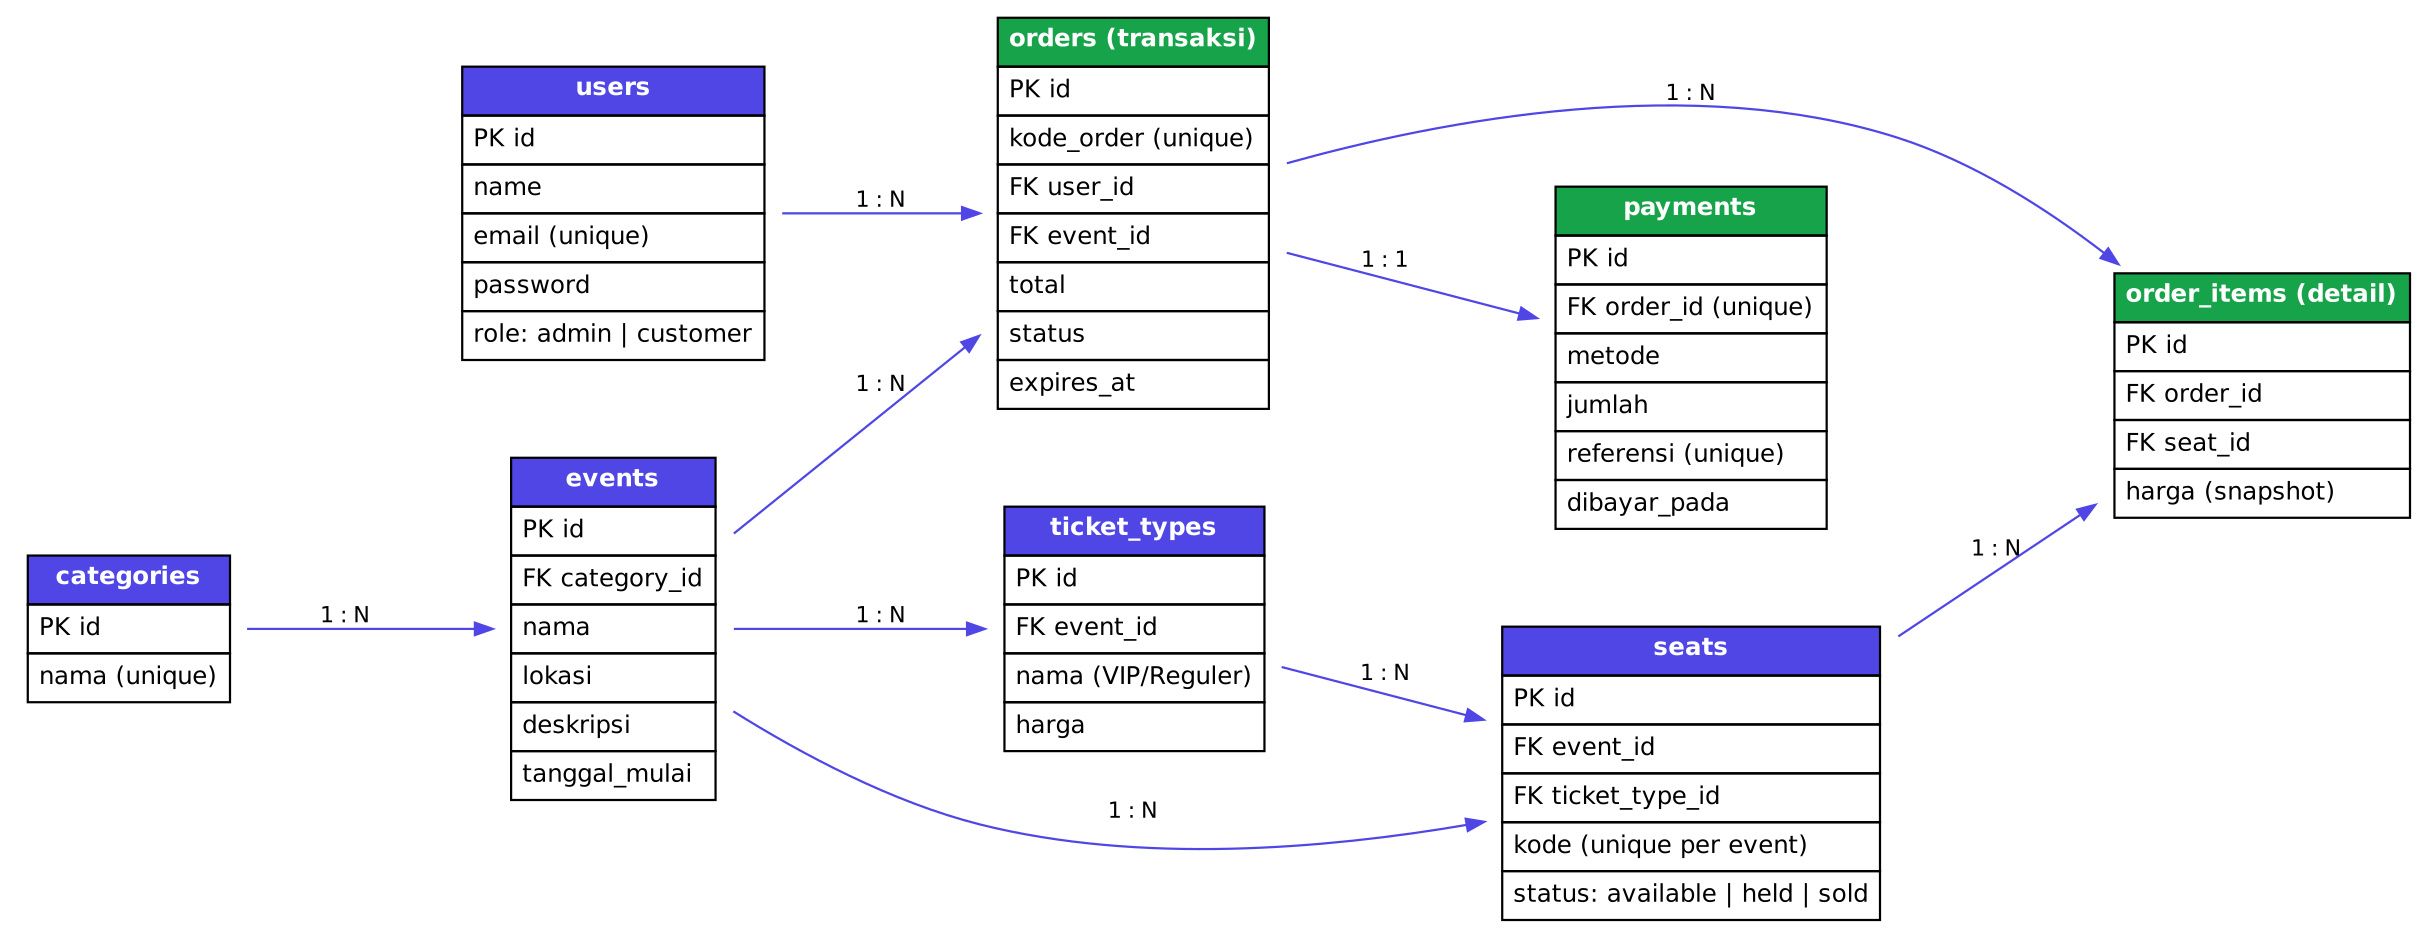 users
PK id
name
email (unique)
password
role: admin | customer
1 : N
orders (transaksi)
PK id
kode_order (unique)
FK user_id
FK event_id
total
status
expires_at
1 : N
1 : 1
payments
PK id
FK order_id (unique)
metode
jumlah
referensi (unique)
dibayar_pada
order_items (detail)
PK id
FK order_id
FK seat_id
harga (snapshot)
categories
PK id
nama (unique)
1 : N
events
PK id
FK category_id
nama
lokasi
deskripsi
tanggal_mulai
1 : N
1 : N
1 : N
ticket_types
PK id
FK event_id
nama (VIP/Reguler)
harga
1 : N
seats
PK id
FK event_id
FK ticket_type_id
kode (unique per event)
status: available | held | sold
1 : N